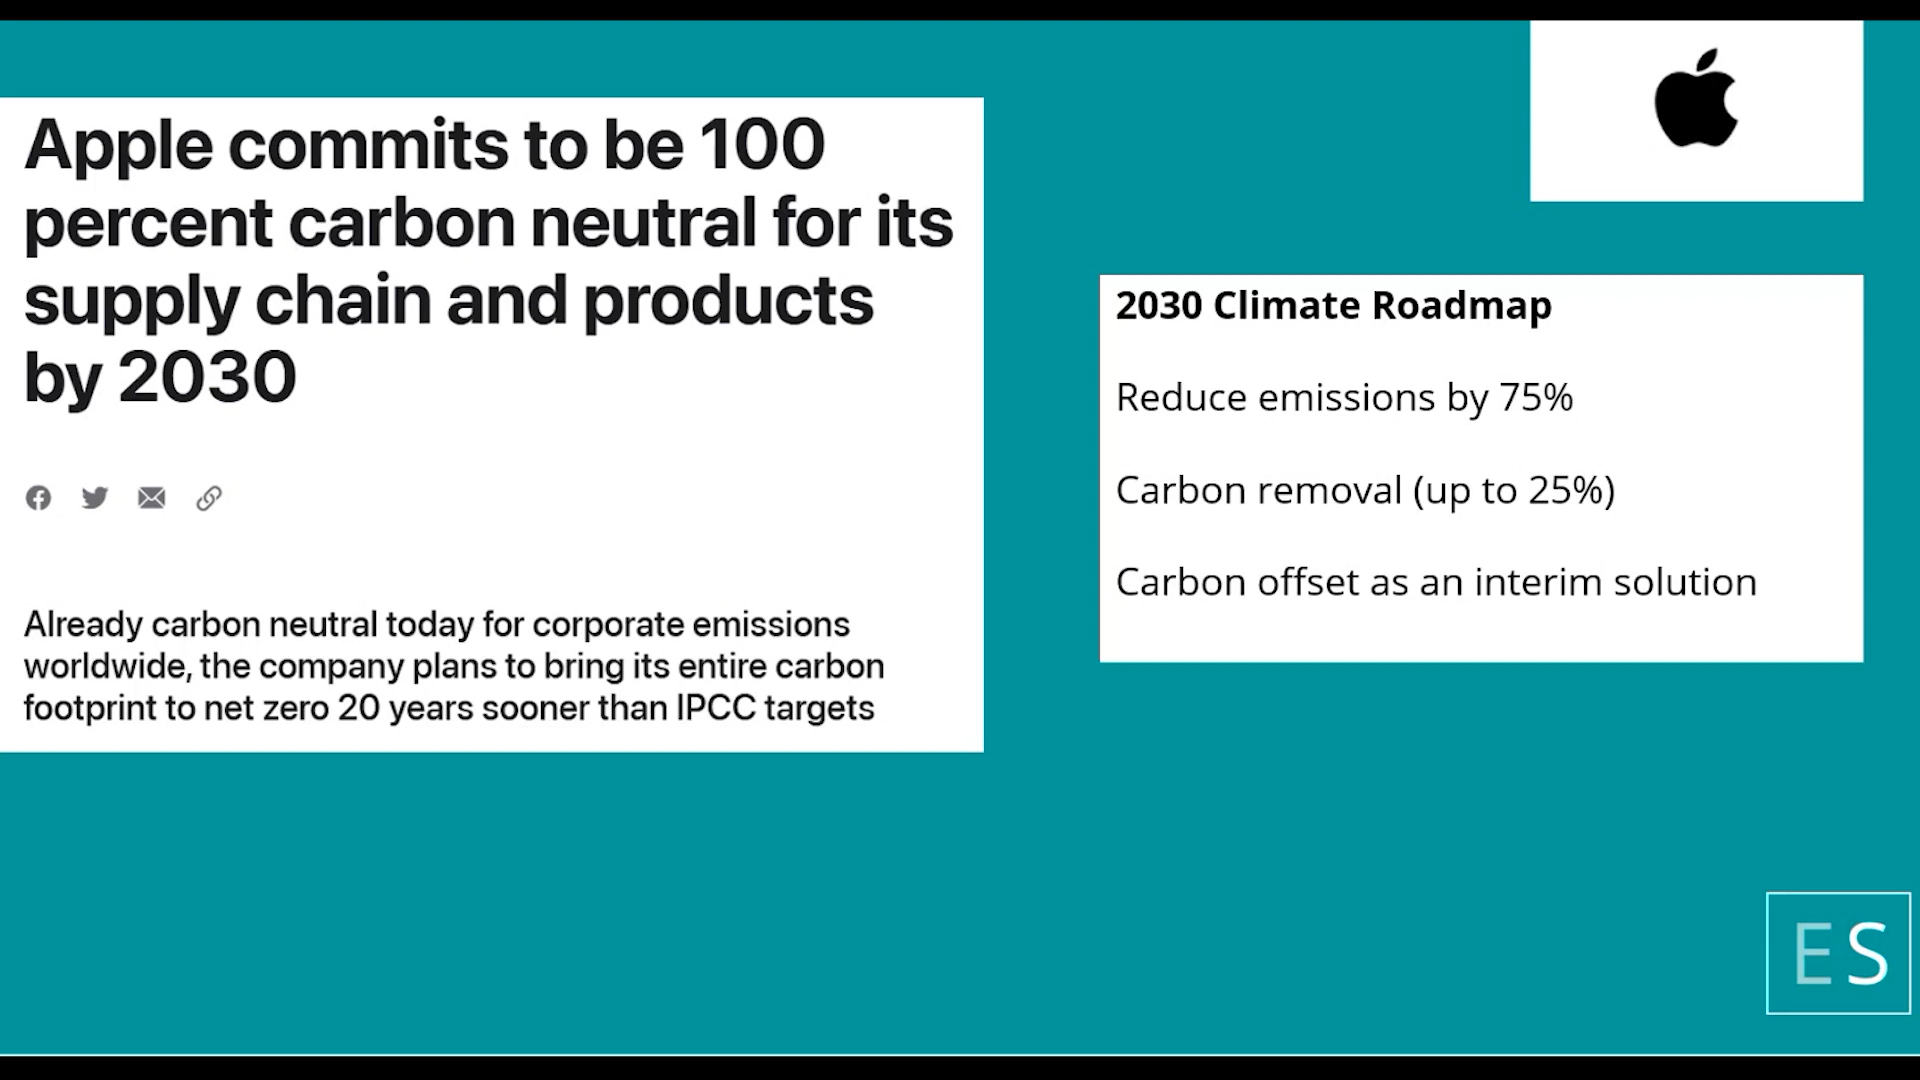 Apple commits to be 100
percent carbon neutral for its
supply chain and products
by 2030
Already carbon neutral today for corporate emissions
worldwide, the company plans to bring its entire carbon
footprint to net zero 20 years sooner than IPCC targets
2030 Climate Roadmap
Reduce emissions by 75%
Carbon removal (up to 25%)
Carbon offset as an interim solution
ES